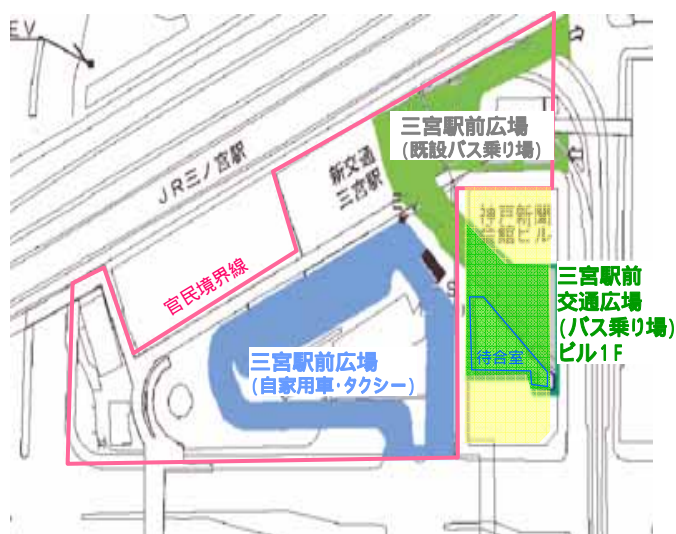 EV
三宮駅前広場
(既設バス乗り場)
JR三ノ宮駅
新交通
三宮駅
神戸新聞
会館ビル
官民境界線
三宮駅前
交通広場
(バス乗り場)
ビル1F
待合室
三宮駅前広場
(自家用車・タクシー)